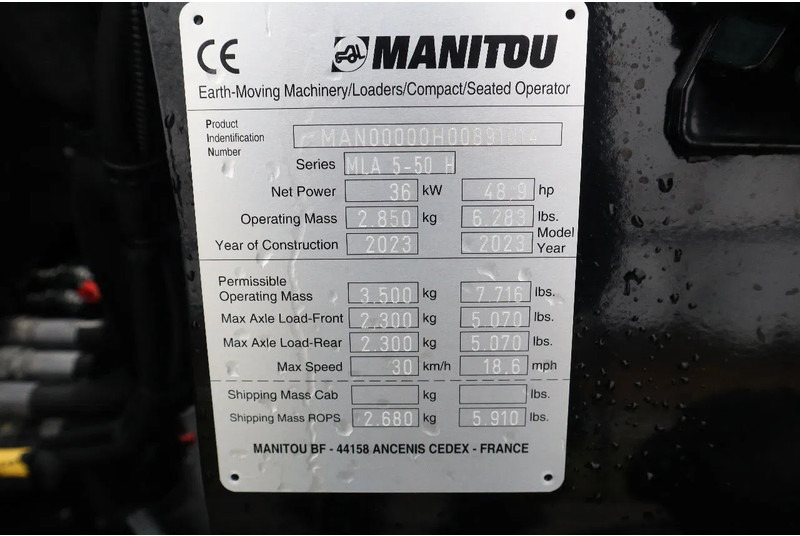 CE MANITOU
Earth-Moving Machinery/Loaders/Compact/Seated Operator
Product
Indentification
Number
Series MLA 5-50 H
Net Power 36 kW 48,9 hp
Operating Mass 2.850 kg 6.283 lbs.
Year of Construction 2023 2023 Model Year
Permissible
Operating Mass 3.500 kg 7.716 lbs.
Max Axle Load-Front 2.300 kg 5.070 lbs.
Max Axle Load-Rear 2.300 kg 5.070 lbs.
Max Speed 30 km/h 18,6 mph
Shipping Mass Cab kg lbs.
Shipping Mass ROPS 2.680 kg 5.910 lbs.
MANITOU BF - 44158 ANCENIS CEDEX - FRANCE